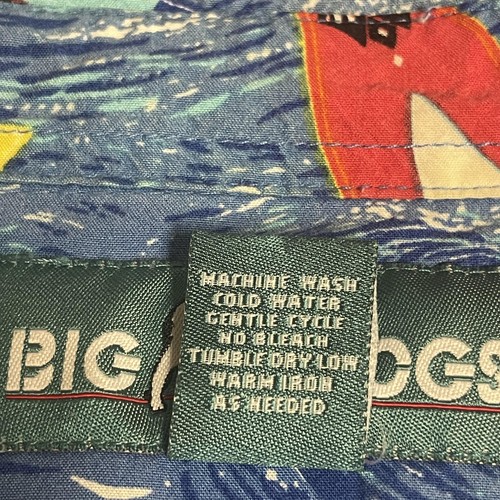 MACHINE WASH
COLD WATER
GENTLE CYCLE
NO BLEACH
TUMBLE DRY LOW
WARM IRON
AS NEEDED
BIG OGS